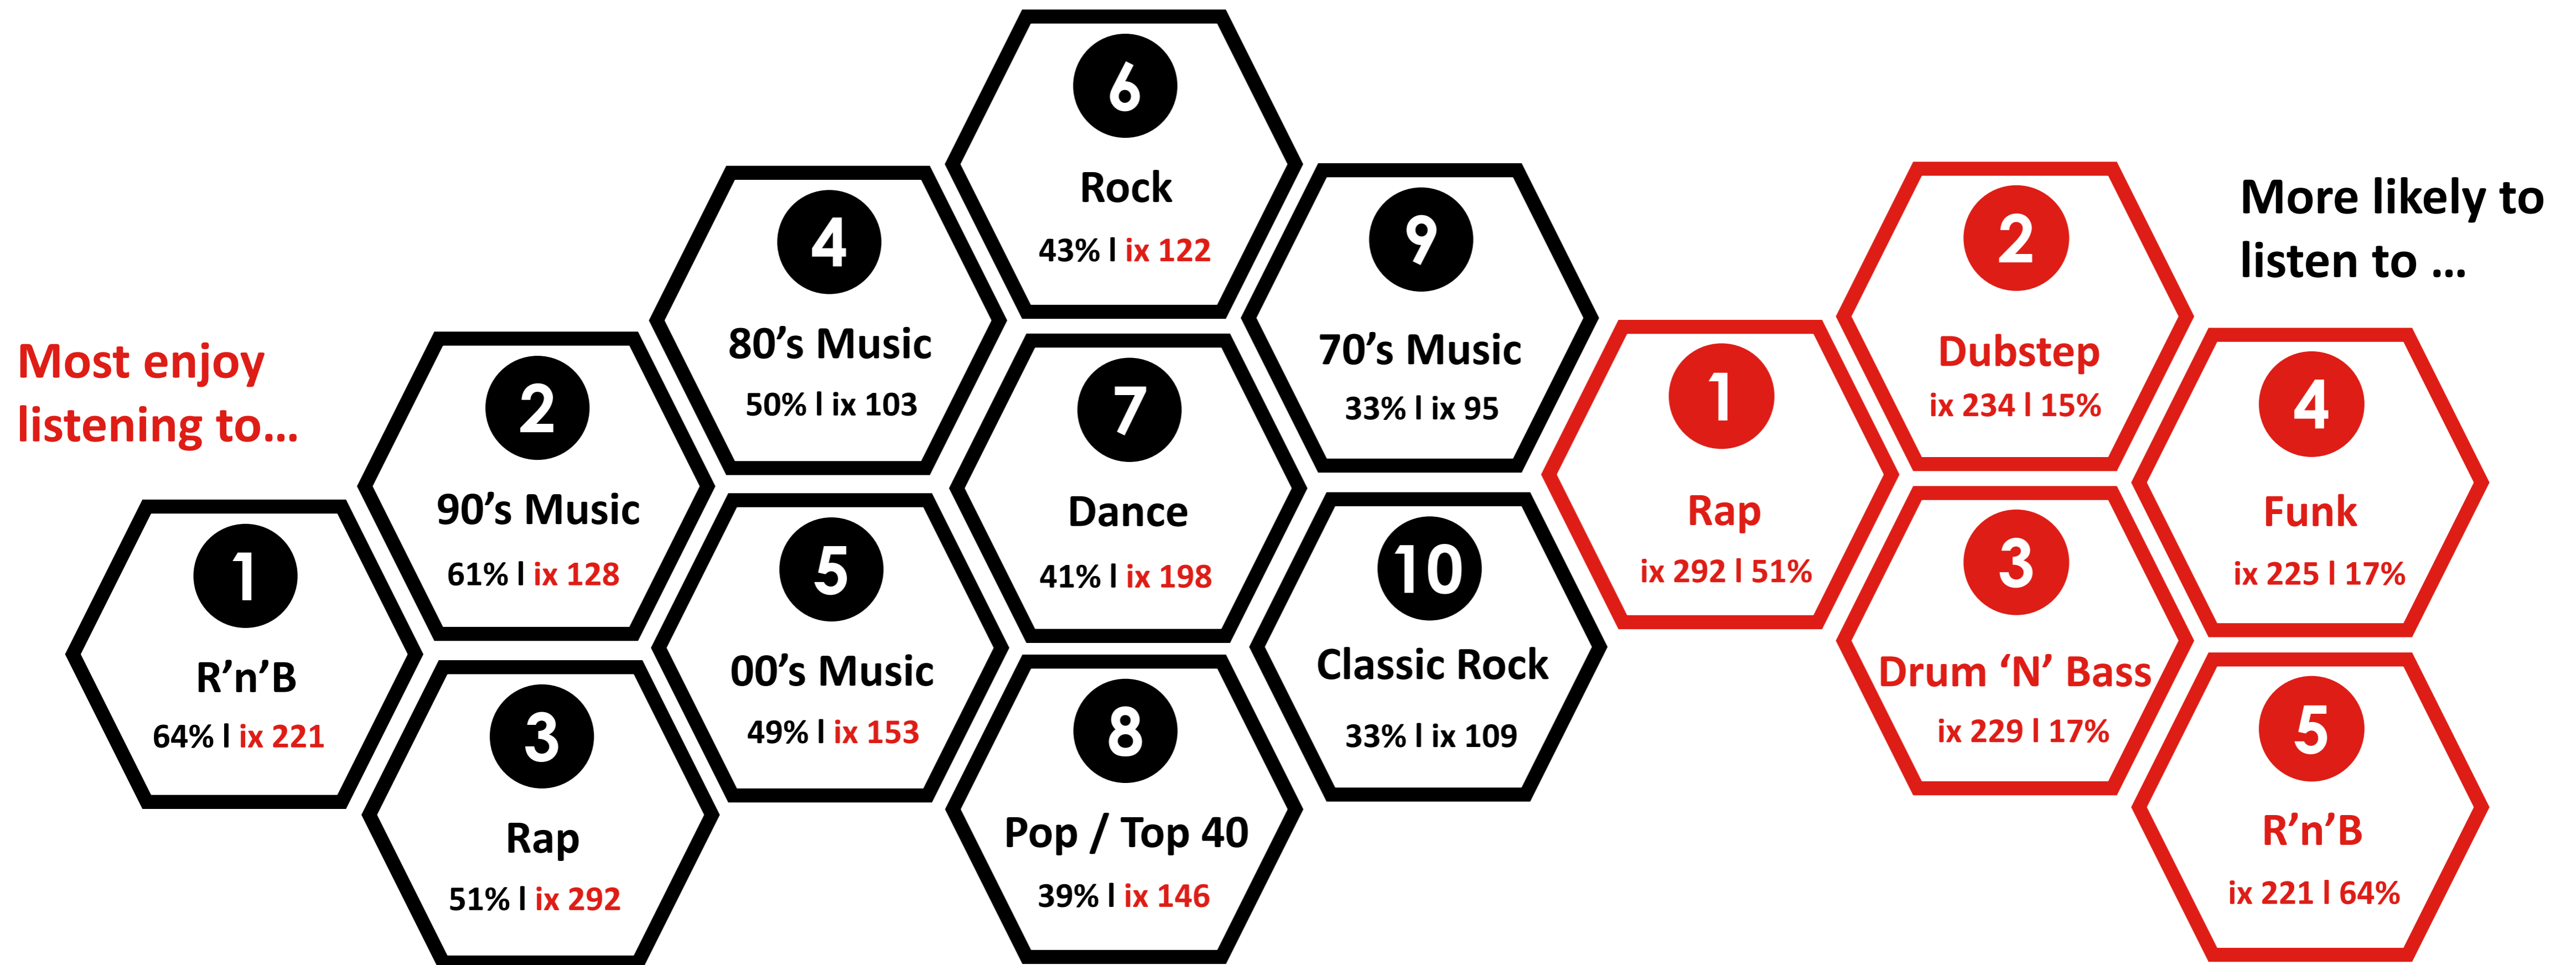 Most enjoy
listening to...
1
R’n’B
64% l ix 221
2
90’s Music
61% l ix 128
3
Rap
51% l ix 292
4
80’s Music
50% l ix 103
5
00’s Music
49% l ix 153
6
Rock
43% l ix 122
7
Dance
41% l ix 198
8
Pop / Top 40
39% l ix 146
9
70’s Music
33% l ix 95
10
Classic Rock
33% l ix 109
More likely to
listen to ...
1
Rap
ix 292 l 51%
2
Dubstep
ix 234 l 15%
3
Drum ‘N’ Bass
ix 229 l 17%
4
Funk
ix 225 l 17%
5
R’n’B
ix 221 l 64%